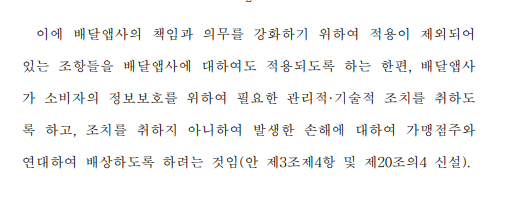 이에 배달앱사의 책임과 의무를 강화하기 위하여 적용이 제외되어
있는 조항들을 배달앱사에 대하여도 적용되도록 하는 한편, 배달앱사
가 소비자의 정보보호를 위하여 필요한 관리적·기술적 조치를 취하도
록 하고, 조치를 취하지 아니하여 발생한 손해에 대하여 가맹점주와
연대하여 배상하도록 하려는 것임(안 제3조제4항 및 제20조의4 신설).